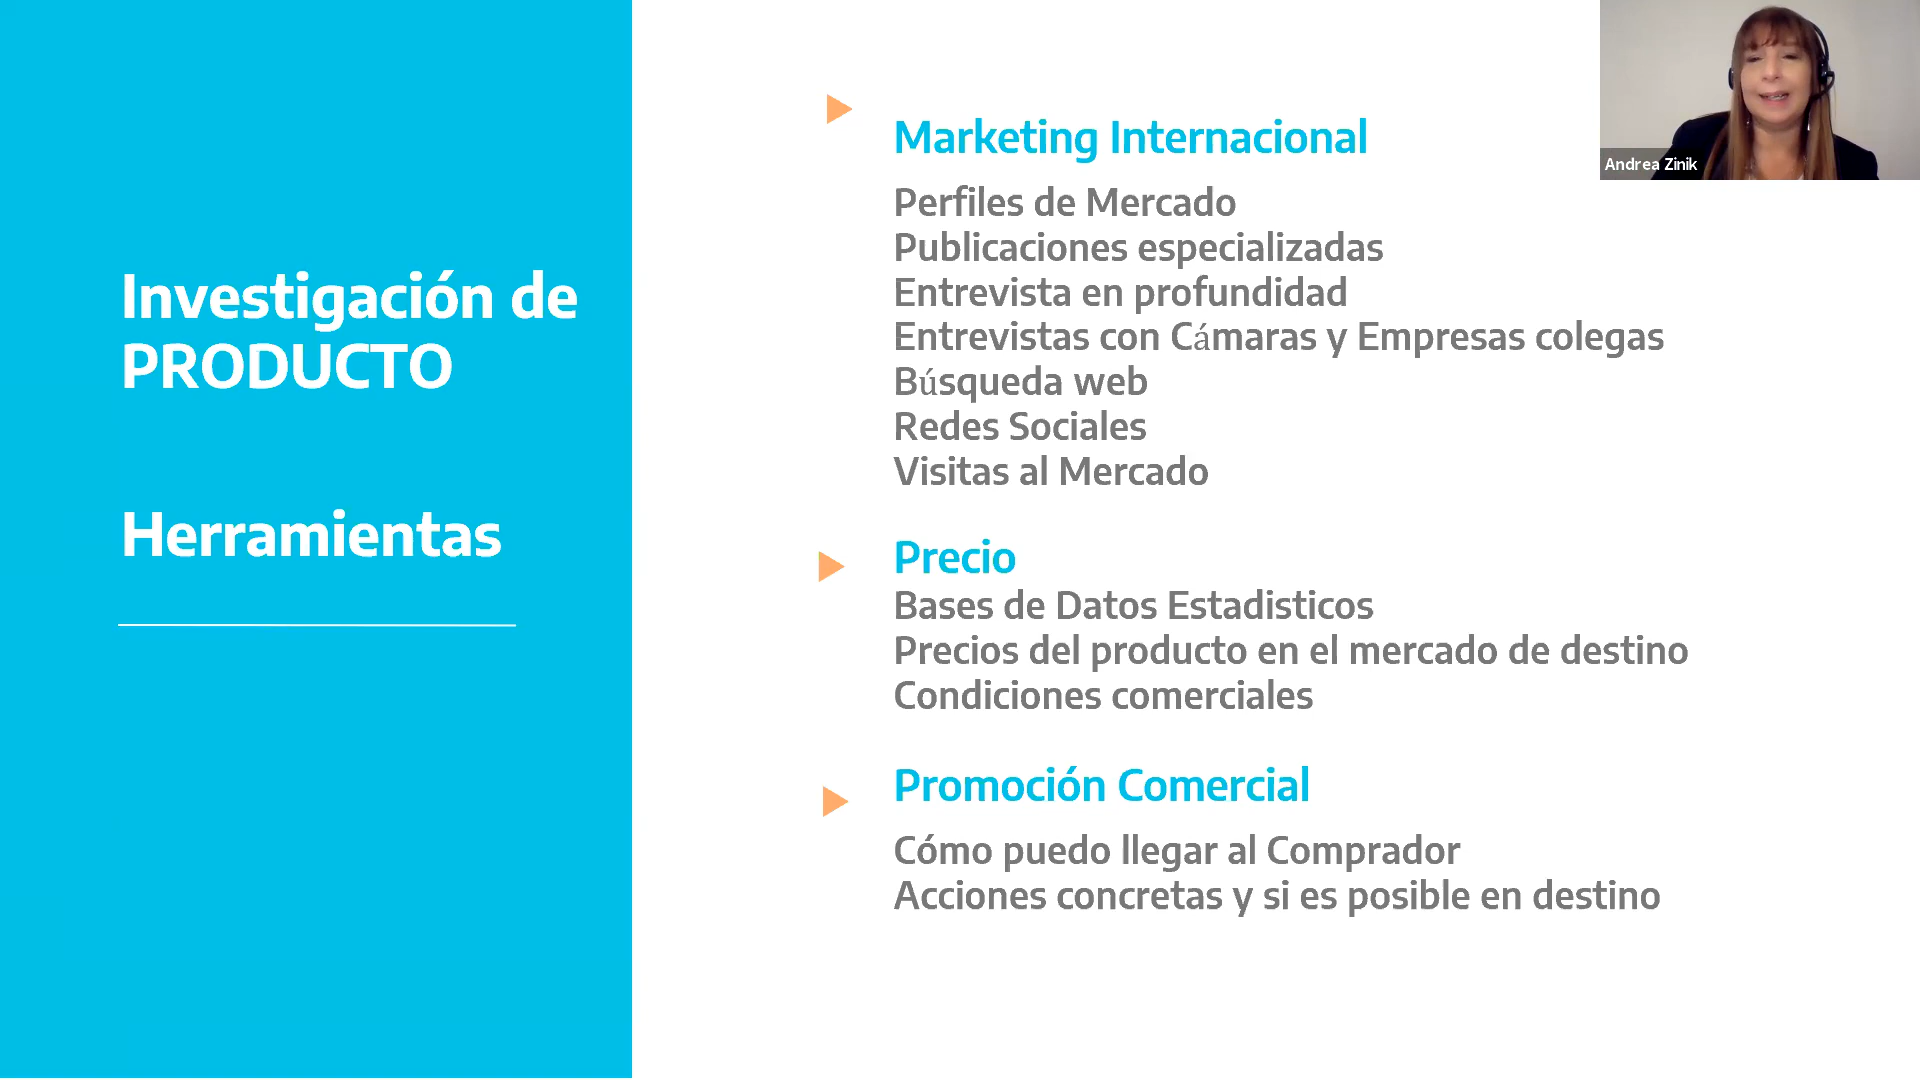 Investigación de
PRODUCTO
Herramientas
Marketing Internacional
Perfiles de Mercado
Publicaciones especializadas
Entrevista en profundidad
Entrevistas con Cámaras y Empresas colegas
Búsqueda web
Redes Sociales
Visitas al Mercado
Precio
Bases de Datos Estadisticos
Precios del producto en el mercado de destino
Condiciones comerciales
Promoción Comercial
Cómo puedo llegar al Comprador
Acciones concretas y si es posible en destino
Andrea Zinik